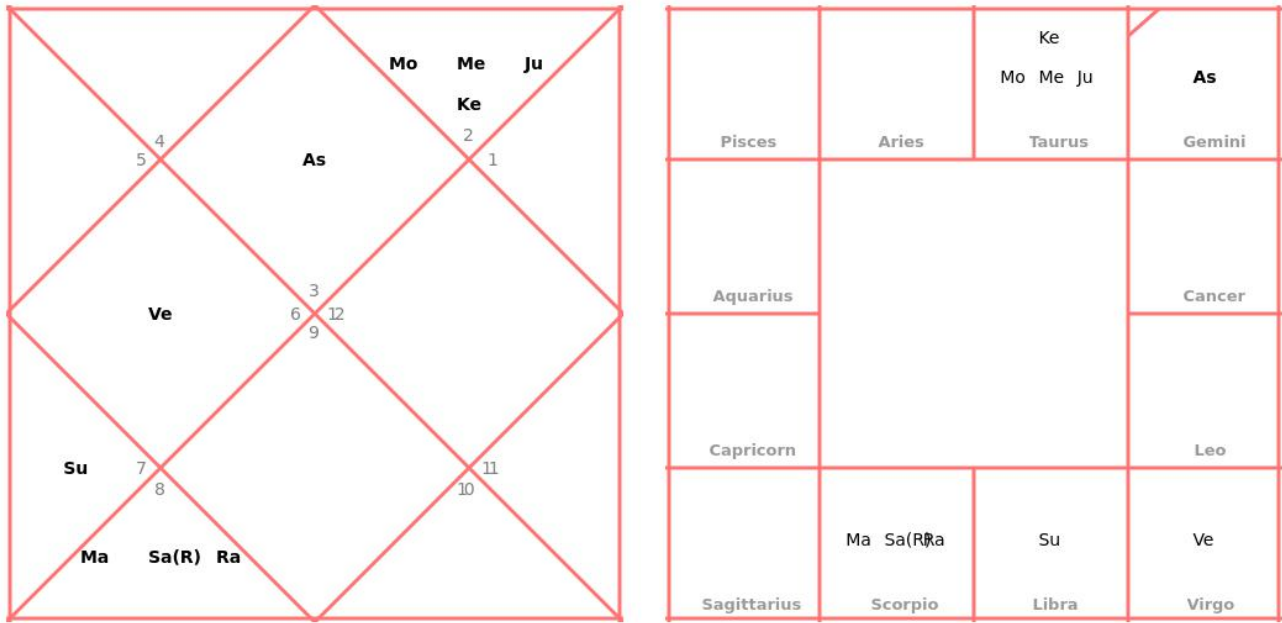 Mo Me Ju
Ke
2
4
5
1
As
3
6
12
9
Ve
Su
7
11
8
10
Ma Sa(R) Ra
Ke
Mo Me Ju
As
Pisces Aries Taurus Gemini
Aquarius Cancer
Capricorn Leo
Ma Sa(R) Ra Su Ve
Sagittarius Scorpio Libra Virgo